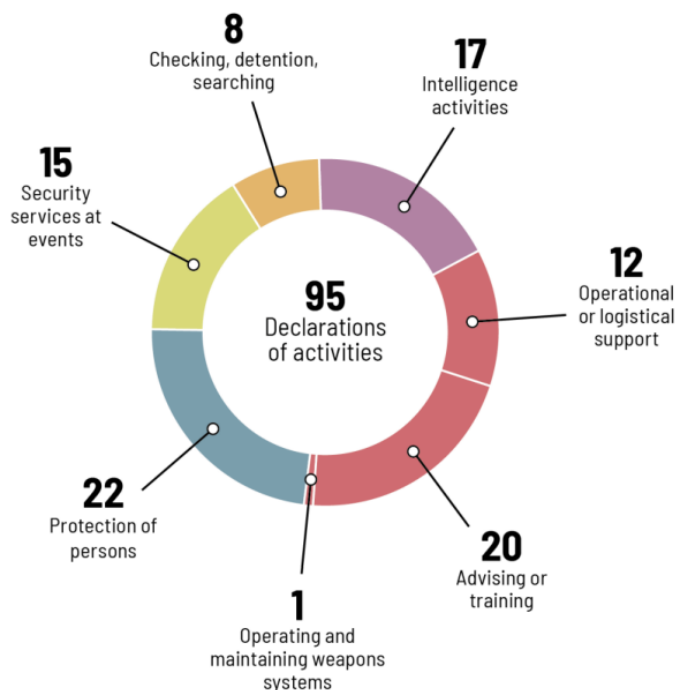 8
Checking, detention,
searching
17
Intelligence
activities
15
Security
services at
events
12
Operational
or logistical
support
95
Declarations
of activities
22
Protection of
persons
20
Advising or
training
1
Operating and
maintaining weapons
systems